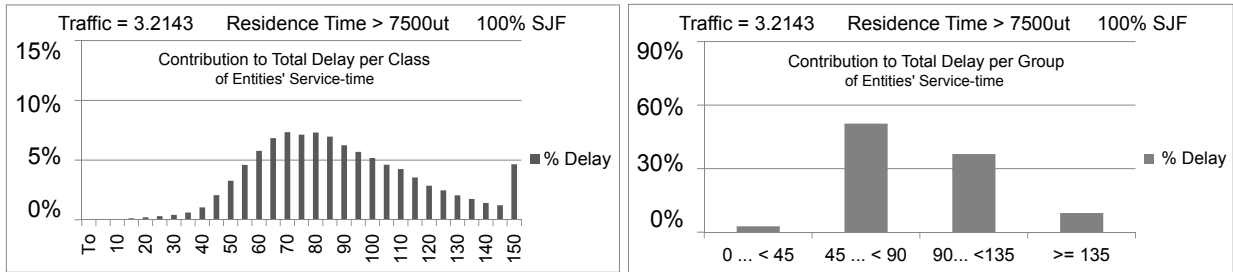 Traffic = 3.2143 Residence Time > 7500ut 100% SJF
15%
Contribution to Total Delay per Class
of Entities' Service-time
10%
5%
% Delay
0%
To 10 20 30 40 50 60 70 80 90 100 110 120 130 140 150
Traffic = 3.2143 Residence Time > 7500ut 100% SJF
90%
Contribution to Total Delay per Group
of Entities' Service-time
60%
% Delay
30%
0%
0 ... < 45 45 ... < 90 90... <135 >= 135